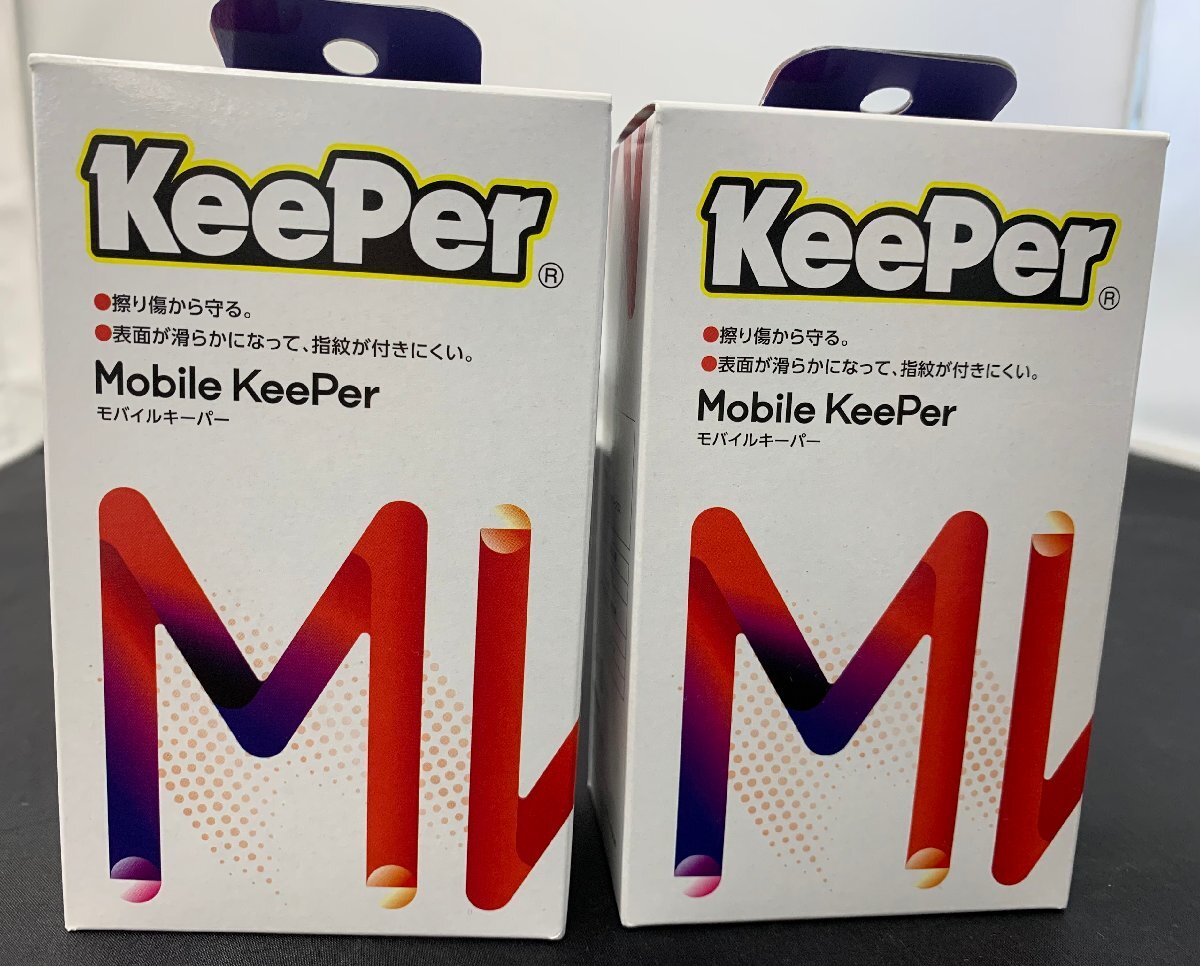 KeePer®
●擦り傷から守る。
●表面が滑らかになって、指紋が付きにくい。
Mobile KeePer
モバイルキーパー
KeePer®
●擦り傷から守る。
●表面が滑らかになって、指紋が付きにくい。
Mobile KeePer
モバイルキーパー